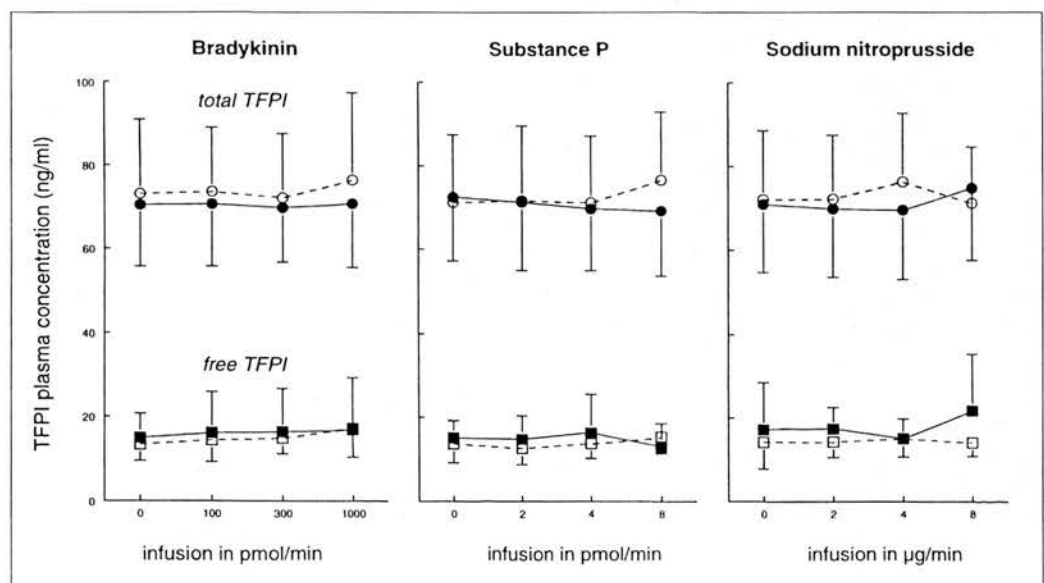 Bradykinin
Substance P
Sodium nitroprusside
TFPI plasma concentration (ng/ml)
100
80
60
40
20
0
total TFPI
free TFPI
0 100 300 1000
0 2 4 8
0 2 4 8
infusion in pmol/min
infusion in pmol/min
infusion in µg/min